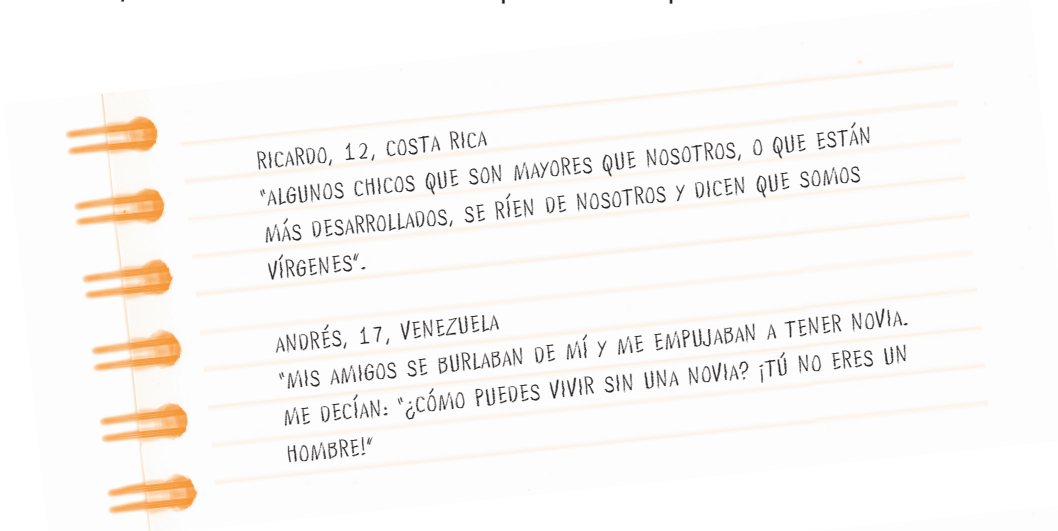 RICARDO, 12, COSTA RICA
"ALGUNOS CHICOS QUE SON MAYORES QUE NOSOTROS, O QUE ESTÁN
MÁS DESARROLLADOS, SE RÍEN DE NOSOTROS Y DICEN QUE SOMOS
VÍRGENES".
ANDRÉS, 17, VENEZUELA
"MIS AMIGOS SE BURLABAN DE MÍ Y ME EMPUJABAN A TENER NOVIA.
ME DECÍAN: "¿CÓMO PUEDES VIVIR SIN UNA NOVIA? ¡TÚ NO ERES UN
HOMBRE!"